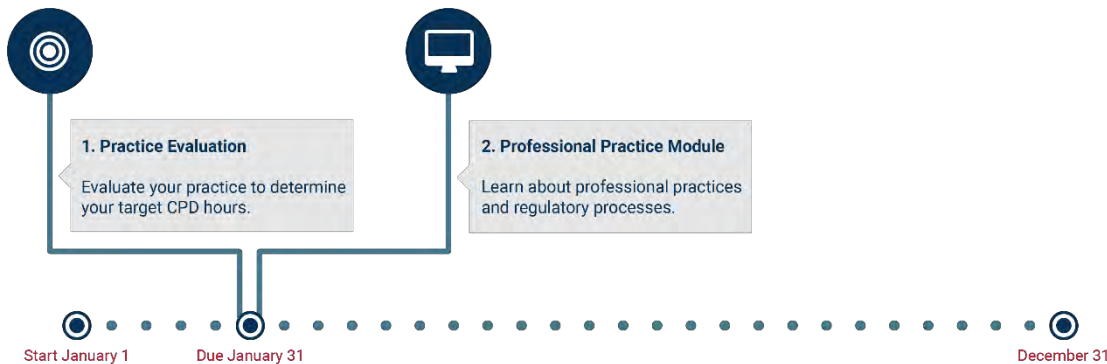 1. Practice Evaluation
Evaluate your practice to determine
your target CPD hours.
2. Professional Practice Module
Learn about professional practices
and regulatory processes.
Start January 1
Due January 31
December 31